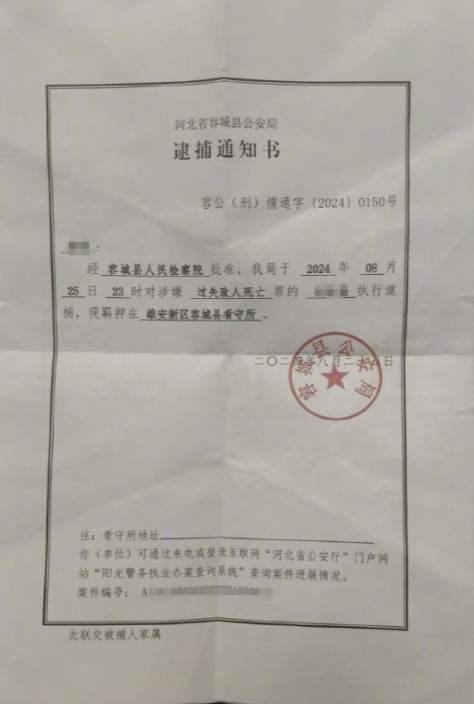 河北省容城县公安局
逮捕通知书
容公（刑）捕通字〔2024〕0150号
：
经 容城县人民检察院 批准，我局于 2024 年 08 月
25 日 23 时对涉嫌 过失致人死亡 罪的 执行逮
捕，现羁押在 雄安新区容城县看守所 。
二〇二四年八月二十五日
容城县公安局
注：看守所地址
你（单位）可通过来电或登录互联网“河北省公安厅”门户网
站“阳光警务执法办案查询系统”查询案件进展情况。
案件编号： A
此联交被捕人家属